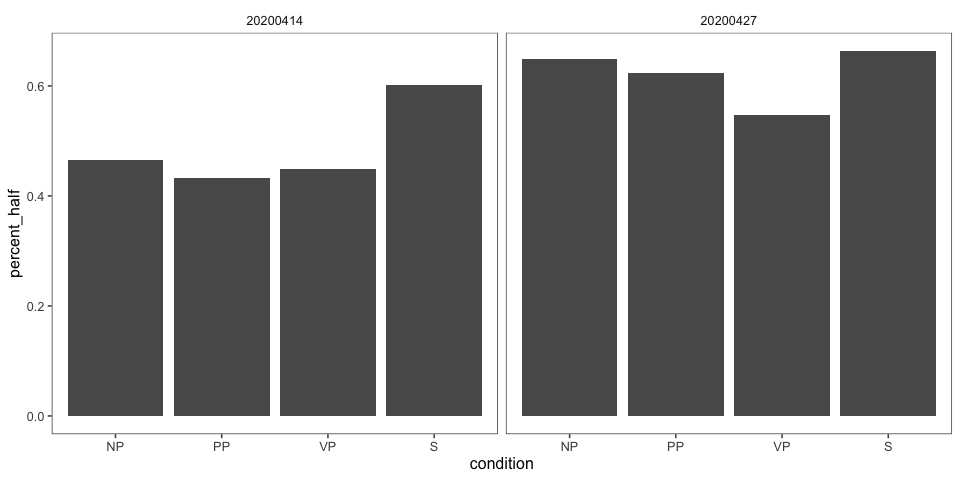 20200414
20200427
percent_half
0.6
0.4
0.2
0.0
NP PP VP S
NP PP VP S
condition